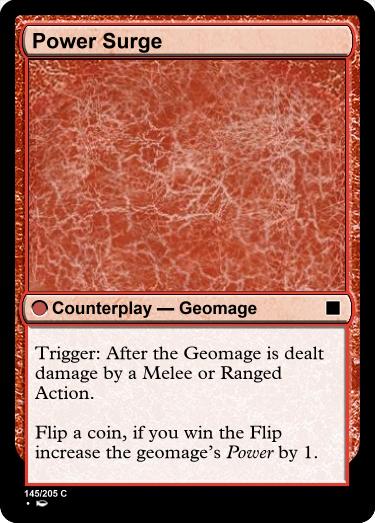 Power Surge
Counterplay — Geomage
Trigger: After the Geomage is dealt
damage by a Melee or Ranged
Action.
Flip a coin, if you win the Flip
increase the geomage's Power by 1.
145/205 C